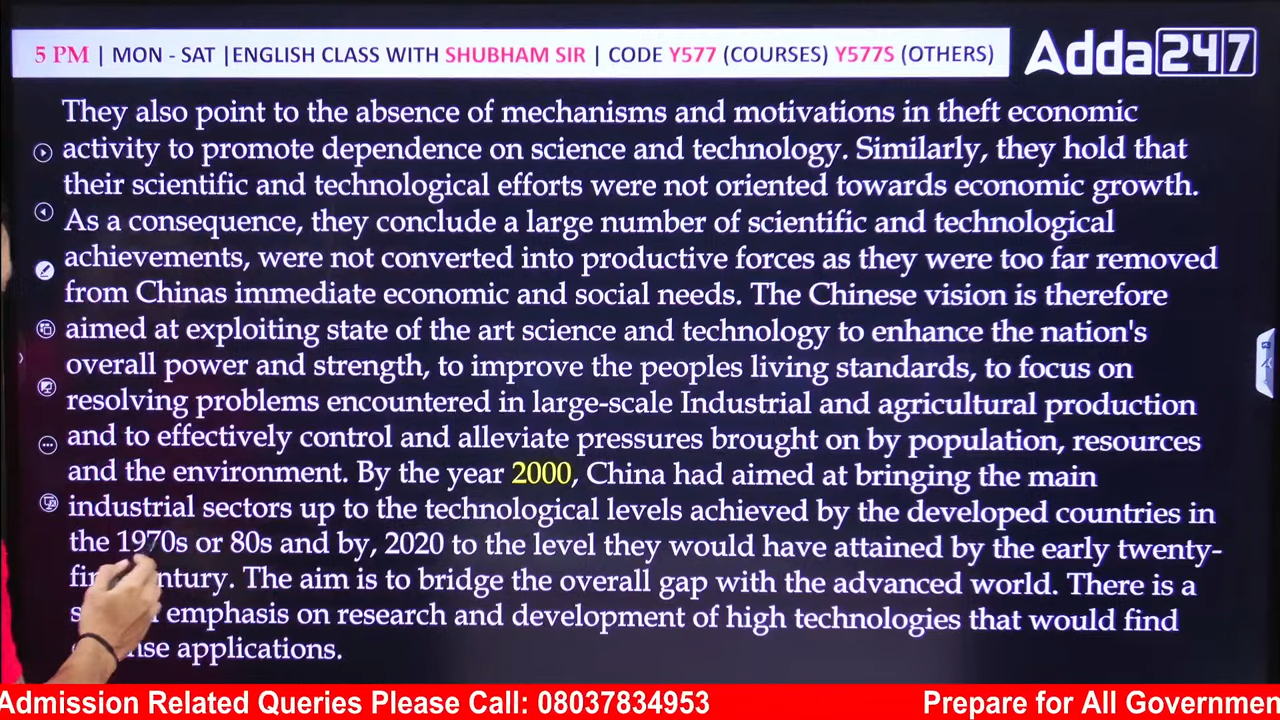 5 PM | MON - SAT |ENGLISH CLASS WITH SHUBHAM SIR | CODE Y577 (COURSES) Y577S (OTHERS)
Adda247
They also point to the absence of mechanisms and motivations in theft economic
activity to promote dependence on science and technology. Similarly, they hold that
their scientific and technological efforts were not oriented towards economic growth.
As a consequence, they conclude a large number of scientific and technological
achievements, were not converted into productive forces as they were too far removed
from Chinas immediate economic and social needs. The Chinese vision is therefore
aimed at exploiting state of the art science and technology to enhance the nation's
overall power and strength, to improve the peoples living standards, to focus on
resolving problems encountered in large-scale Industrial and agricultural production
and to effectively control and alleviate pressures brought on by population, resources
and the environment. By the year 2000, China had aimed at bringing the main
industrial sectors up to the technological levels achieved by the developed countries in
the 1970s or 80s and by, 2020 to the level they would have attained by the early twenty-
The aim is to bridge the overall gap with the advanced world. There is a
emphasis on research and development of high technologies that would find
applications.
Admission Related Queries Please Call: 08037834953 Prepare for All Governmen